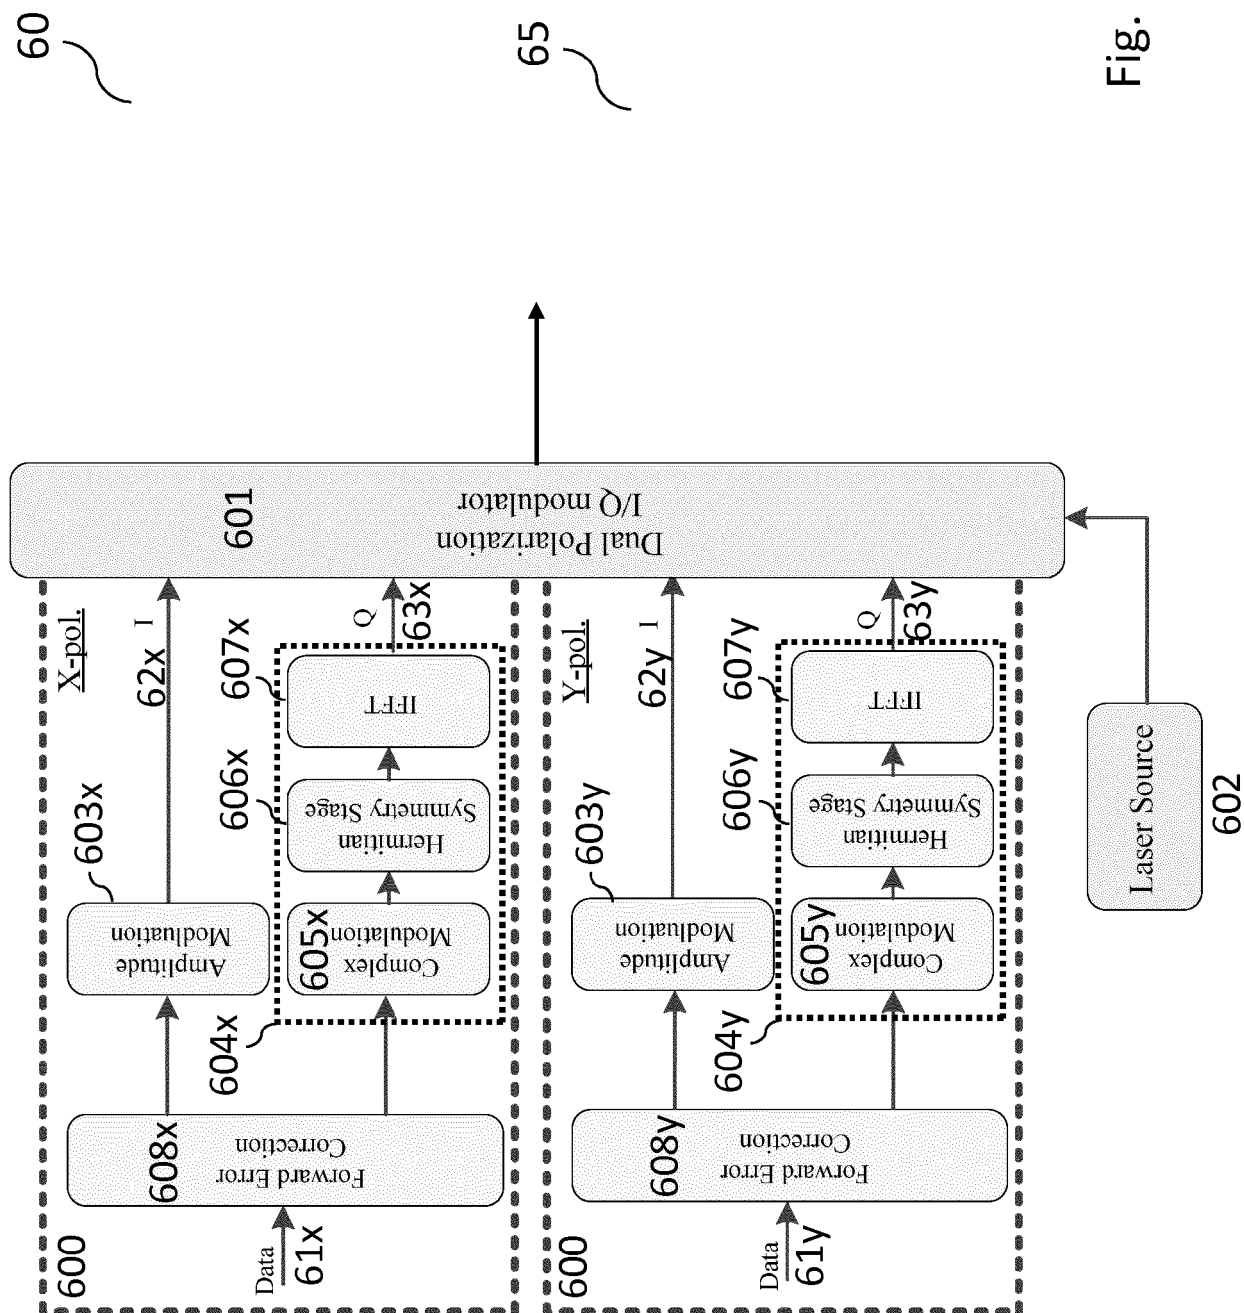 60
65
Fig.
600
X-pol.
Data
61x
Forward Error
Correction
608x
Amplitude
Modluation
603x
62x
I
604x
Complex
Modulation
605x
Hermitian
Symmetry Stage
606x
IFFT
607x
Q
63x
600
Y-pol.
Data
61y
Forward Error
Correction
608y
Amplitude
Modluation
603y
62y
I
604y
Complex
Modulation
605y
Hermitian
Symmetry Stage
606y
IFFT
607y
Q
63y
Dual Polarization
I/Q modulator
601
Laser Source
602